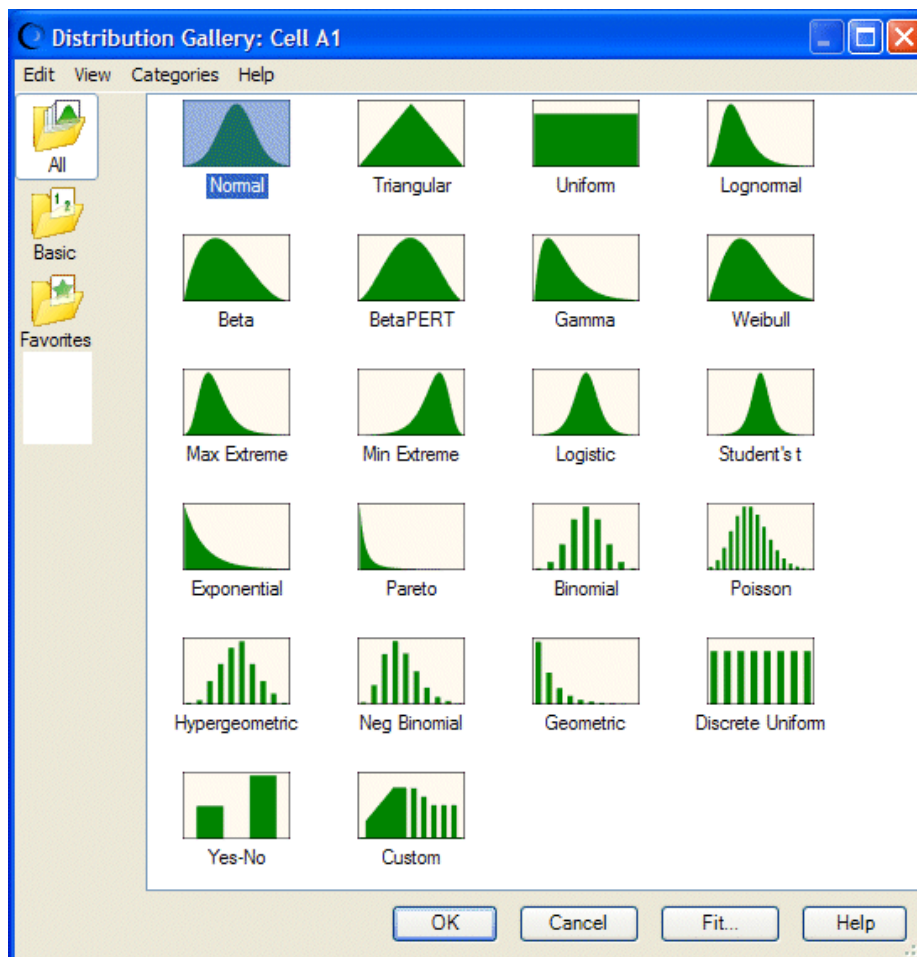 Distribution Gallery: Cell A1
Edit View Categories Help
All
Basic
Favorites
Normal Triangular Uniform Lognormal
Beta BetaPERT Gamma Weibull
Max Extreme Min Extreme Logistic Student's t
Exponential Pareto Binomial Poisson
Hypergeometric Neg Binomial Geometric Discrete Uniform
Yes-No Custom
OK Cancel Fit... Help